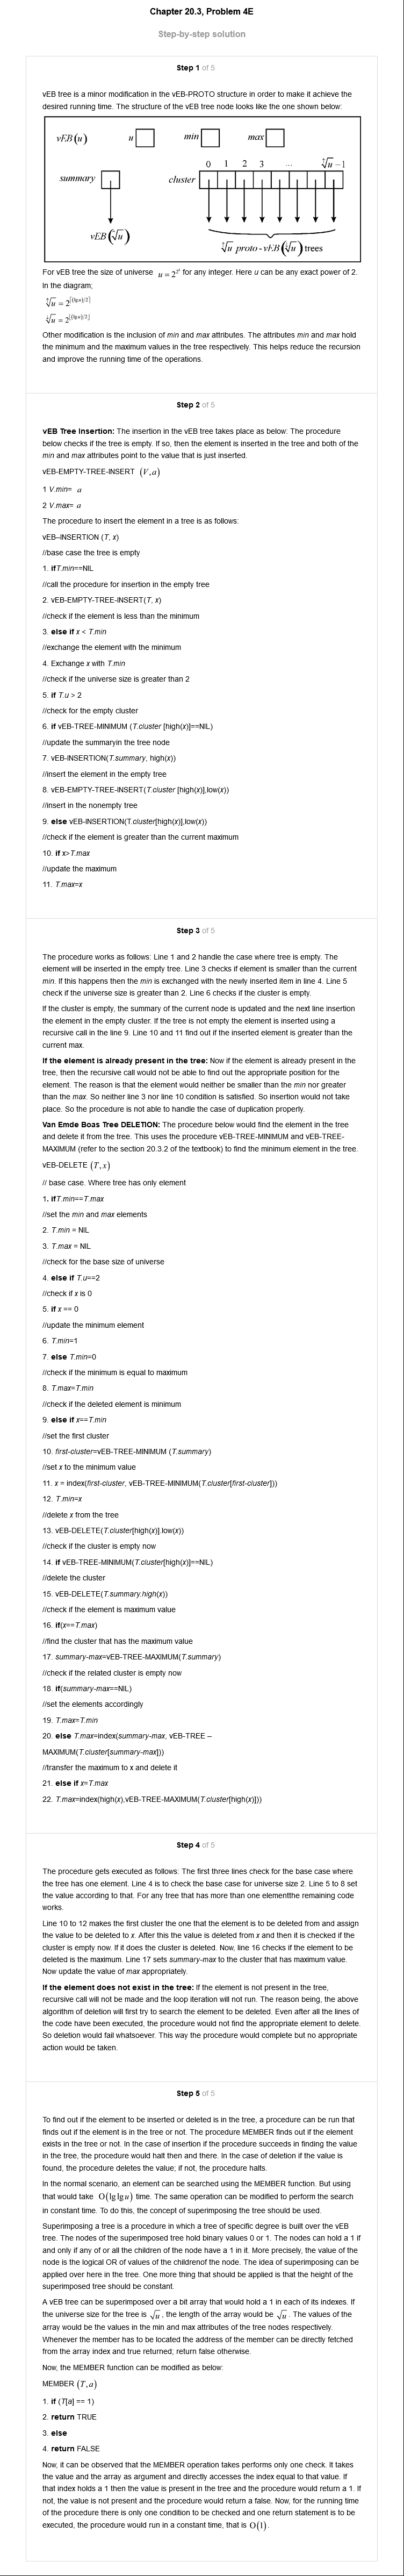 Chapter 20.3, Problem 4E
Step-by-step solution
Step 1 of 5
vEB tree is a minor modification in the vEB-PROTO structure in order to make it achieve the
desired running time. The structure of the vEB tree node looks like the one shown below:
vEB(u) u min max
0 1 2 3 ... ↑√u −1
summary cluster
vEB(↑√u) ↑√u proto - vEB(↓√u) trees
For vEB tree the size of universe u = 2^{2^k} for any integer. Here u can be any exact power of 2.
In the diagram;
↑√u = 2^{⌈(lg u)/2⌉}
↓√u = 2^{⌊(lg u)/2⌋}
Other modification is the inclusion of min and max attributes. The attributes min and max hold
the minimum and the maximum values in the tree respectively. This helps reduce the recursion
and improve the running time of the operations.
Step 2 of 5
vEB Tree insertion: The insertion in the vEB tree takes place as below: The procedure
below checks if the tree is empty. If so, then the element is inserted in the tree and both of the
min and max attributes point to the value that is just inserted.
vEB-EMPTY-TREE-INSERT (V,a)
1 V.min= a
2 V.max= a
The procedure to insert the element in a tree is as follows:
vEB–INSERTION (T, x)
//base case the tree is empty
1. ifT.min==NIL
//call the procedure for insertion in the empty tree
2. vEB-EMPTY-TREE-INSERT(T, x)
//check if the element is less than the minimum
3. else if x < T.min
//exchange the element with the minimum
4. Exchange x with T.min
//check if the universe size is greater than 2
5. if T.u > 2
//check for the empty cluster
6. if vEB-TREE-MINIMUM (T.cluster [high(x)]==NIL)
//update the summaryin the tree node
7. vEB-INSERTION(T.summary, high(x))
//insert the element in the empty tree
8. vEB-EMPTY-TREE-INSERT(T.cluster [high(x)],low(x))
//insert in the nonempty tree
9. else vEB-INSERTION(T.cluster[high(x)],low(x))
//check if the element is greater than the current maximum
10. if x>T.max
//update the maximum
11. T.max=x
Step 3 of 5
The procedure works as follows: Line 1 and 2 handle the case where tree is empty. The
element will be inserted in the empty tree. Line 3 checks if element is smaller than the current
min. If this happens then the min is exchanged with the newly inserted item in line 4. Line 5
check if the universe size is greater than 2. Line 6 checks if the cluster is empty.
If the cluster is empty, the summary of the current node is updated and the next line insertion
the element in the empty cluster. If the tree is not empty the element is inserted using a
recursive call in the line 9. Line 10 and 11 find out if the inserted element is greater than the
current max.
If the element is already present in the tree: Now if the element is already present in the
tree, then the recursive call would not be able to find out the appropriate position for the
element. The reason is that the element would neither be smaller than the min nor greater
than the max. So neither line 3 nor line 10 condition is satisfied. So insertion would not take
place. So the procedure is not able to handle the case of duplication properly.
Van Emde Boas Tree DELETION: The procedure below would find the element in the tree
and delete it from the tree. This uses the procedure vEB-TREE-MINIMUM and vEB-TREE-
MAXIMUM (refer to the section 20.3.2 of the textbook) to find the minimum element in the tree.
vEB-DELETE (T,x)
// base case. Where tree has only element
1. ifT.min==T.max
//set the min and max elements
2. T.min = NIL
3. T.max = NIL
//check for the base size of universe
4. else if T.u==2
//check if x is 0
5. if x == 0
//update the minimum element
6. T.min=1
7. else T.min=0
//check if the minimum is equal to maximum
8. T.max=T.min
//check if the deleted element is minimum
9. else if x==T.min
//set the first cluster
10. first-cluster=vEB-TREE-MINIMUM (T.summary)
//set x to the minimum value
11. x = index(first-cluster, vEB-TREE-MINIMUM(T.cluster[first-cluster]))
12. T.min=x
//delete x from the tree
13. vEB-DELETE(T.cluster[high(x)].low(x))
//check if the cluster is empty now
14. if vEB-TREE-MINIMUM(T.cluster[high(x)]==NIL)
//delete the cluster
15. vEB-DELETE(T.summary.high(x))
//check if the element is maximum value
16. if(x==T.max)
//find the cluster that has the maximum value
17. summary-max=vEB-TREE-MAXIMUM(T.summary)
//check if the related cluster is empty now
18. if(summary-max==NIL)
//set the elements accordingly
19. T.max=T.min
20. else T.max=index(summary-max, vEB-TREE –
MAXIMUM(T.cluster[summary-max]))
//transfer the maximum to x and delete it
21. else if x=T.max
22. T.max=index(high(x),vEB-TREE-MAXIMUM(T.cluster[high(x)]))
Step 4 of 5
The procedure gets executed as follows: The first three lines check for the base case where
the tree has one element. Line 4 is to check the base case for universe size 2. Line 5 to 8 set
the value according to that. For any tree that has more than one elementthe remaining code
works.
Line 10 to 12 makes the first cluster the one that the element is to be deleted from and assign
the value to be deleted to x. After this the value is deleted from x and then it is checked if the
cluster is empty now. If it does the cluster is deleted. Now, line 16 checks if the element to be
deleted is the maximum. Line 17 sets summary-max to the cluster that has maximum value.
Now update the value of max appropriately.
If the element does not exist in the tree: If the element is not present in the tree,
recursive call will not be made and the loop iteration will not run. The reason being, the above
algorithm of deletion will first try to search the element to be deleted. Even after all the lines of
the code have been executed, the procedure would not find the appropriate element to delete.
So deletion would fail whatsoever. This way the procedure would complete but no appropriate
action would be taken.
Step 5 of 5
To find out if the element to be inserted or deleted is in the tree, a procedure can be run that
finds out if the element is in the tree or not. The procedure MEMBER finds out if the element
exists in the tree or not. In the case of insertion if the procedure succeeds in finding the value
in the tree, the procedure would halt then and there. In the case of deletion if the value is
found, the procedure deletes the value; if not, the procedure halts.
In the normal scenario, an element can be searched using the MEMBER function. But using
that would take O(lg lg u) time. The same operation can be modified to perform the search
in constant time. To do this, the concept of superimposing the tree should be used.
Superimposing a tree is a procedure in which a tree of specific degree is built over the vEB
tree. The nodes of the superimposed tree hold binary values 0 or 1. The nodes can hold a 1 if
and only if any of or all the children of the node have a 1 in it. More precisely, the value of the
node is the logical OR of values of the childrenof the node. The idea of superimposing can be
applied over here in the tree. One more thing that should be applied is that the height of the
superimposed tree should be constant.
A vEB tree can be superimposed over a bit array that would hold a 1 in each of its indexes. If
the universe size for the tree is √u, the length of the array would be √u. The values of the
array would be the values in the min and max attributes of the tree nodes respectively.
Whenever the member has to be located the address of the member can be directly fetched
from the array index and true returned; return false otherwise.
Now, the MEMBER function can be modified as below:
MEMBER (T,a)
1. if (T[a] == 1)
2. return TRUE
3. else
4. return FALSE
Now, it can be observed that the MEMBER operation takes performs only one check. It takes
the value and the array as argument and directly accesses the index equal to that value. If
that index holds a 1 then the value is present in the tree and the procedure would return a 1. If
not, the value is not present and the procedure would return a false. Now, for the running time
of the procedure there is only one condition to be checked and one return statement is to be
executed, the procedure would run in a constant time, that is O(1).